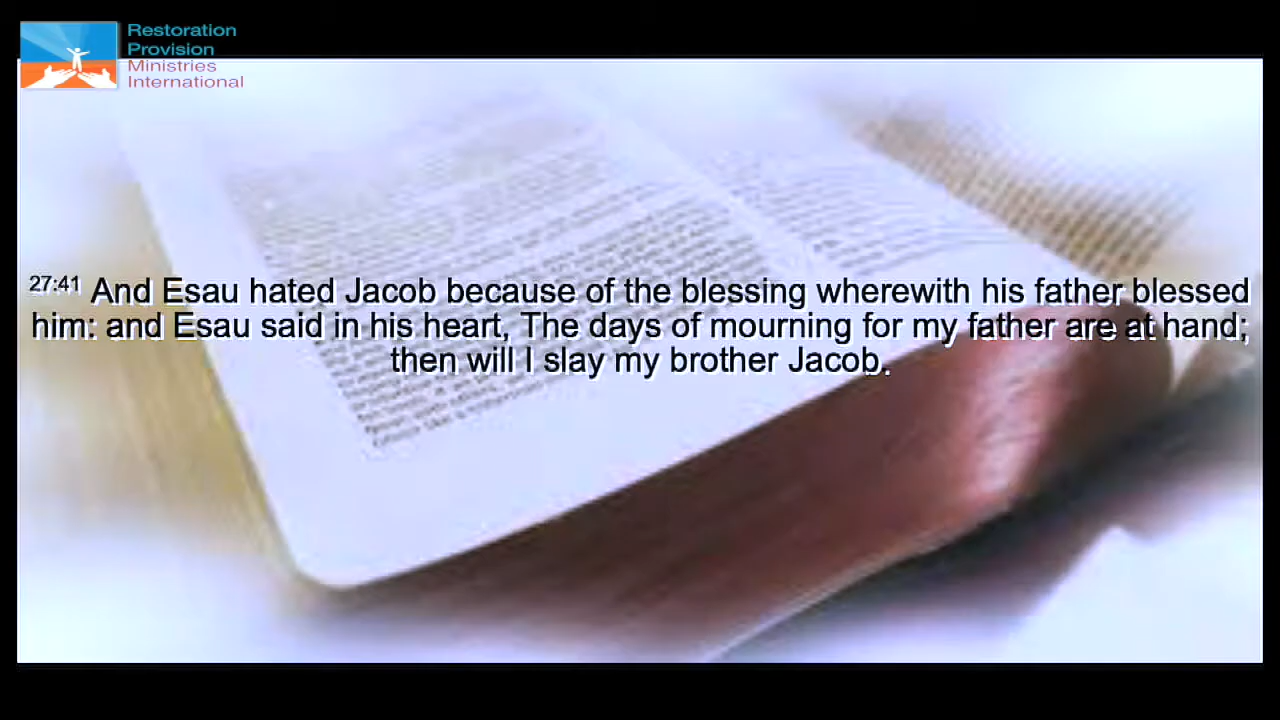 Restoration
Provision
Ministries
International
27:41 And Esau hated Jacob because of the blessing wherewith his father blessed
him: and Esau said in his heart, The days of mourning for my father are at hand;
then will I slay my brother Jacob.